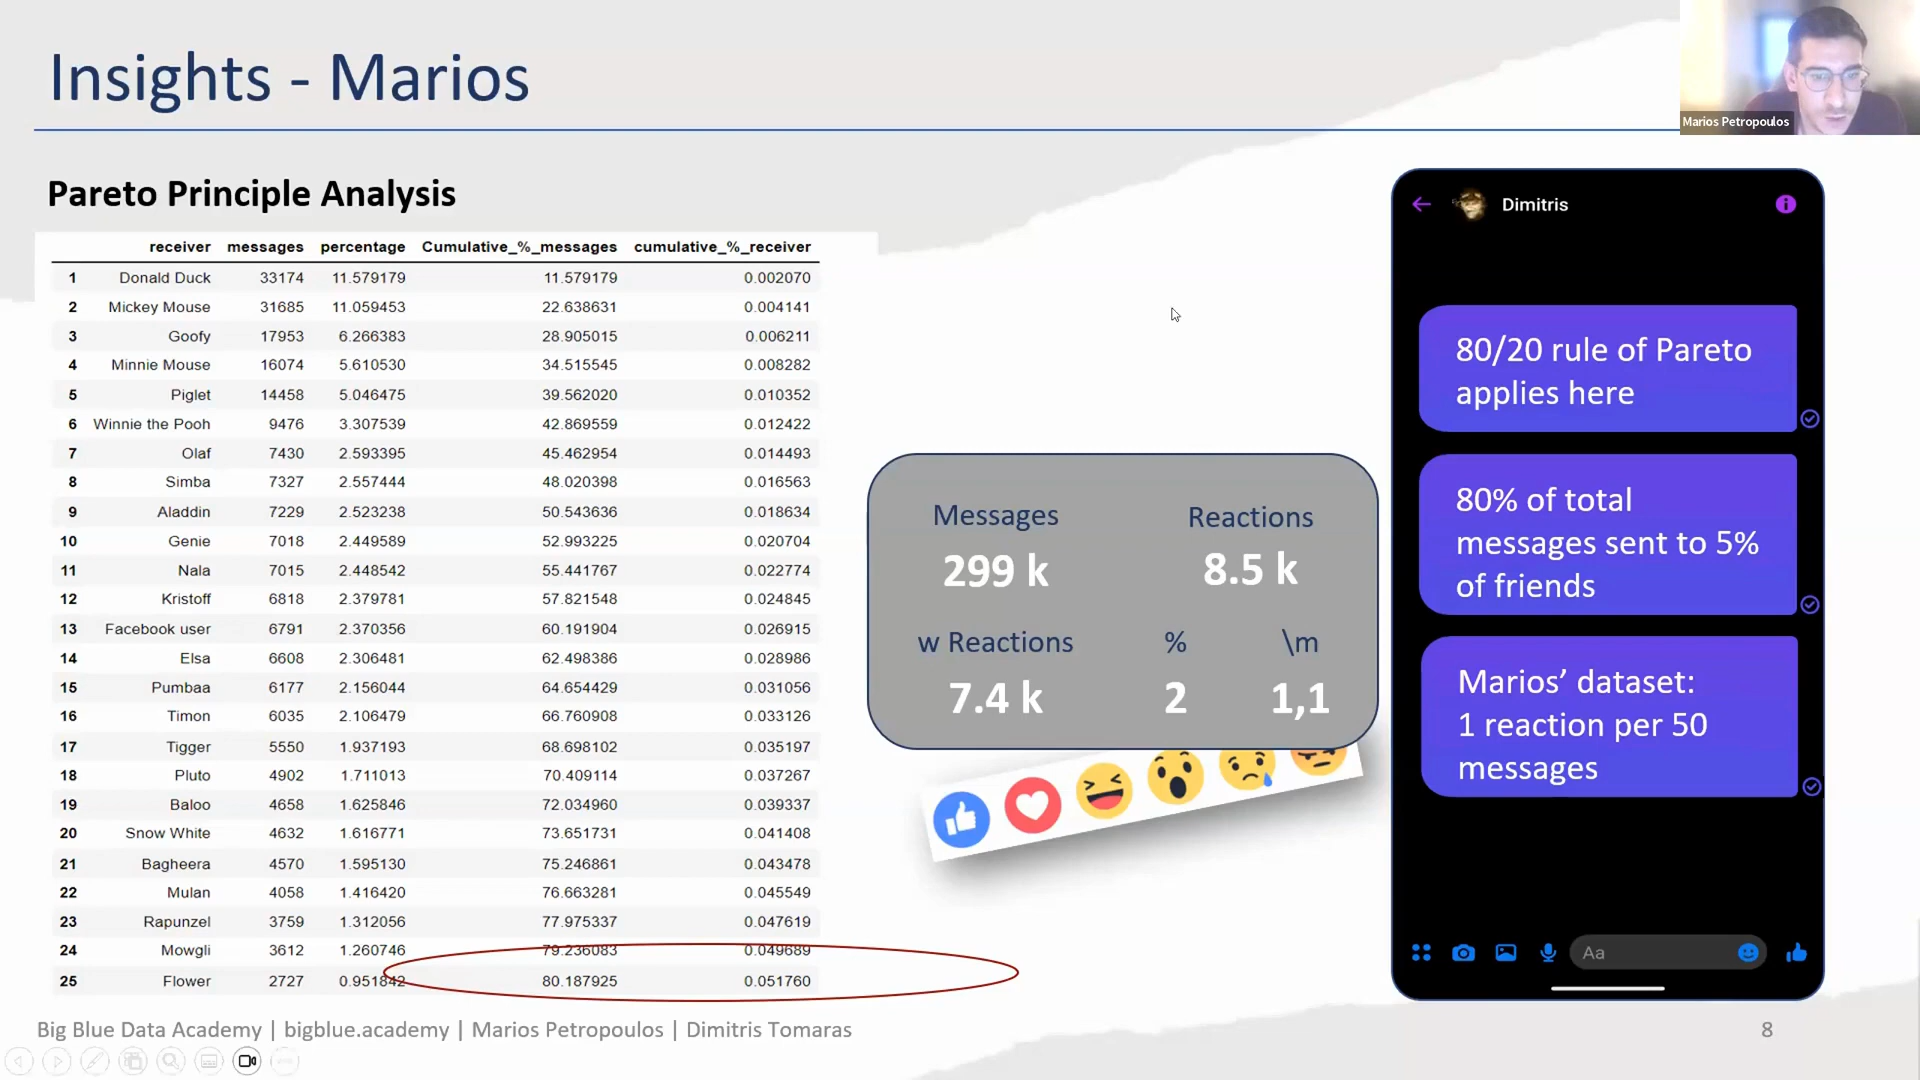 Insights - Marios
Marios Petropoulos
Pareto Principle Analysis
receiver messages percentage Cumulative_%_messages cumulative_%_receiver
1 Donald Duck 33174 11.579179 11.579179 0.002070
2 Mickey Mouse 31685 11.059453 22.638631 0.004141
3 Goofy 17953 6.266383 28.905015 0.006211
4 Minnie Mouse 16074 5.610530 34.515545 0.008282
5 Piglet 14458 5.046475 39.562020 0.010352
6 Winnie the Pooh 9476 3.307539 42.869559 0.012422
7 Olaf 7430 2.593395 45.462954 0.014493
8 Simba 7327 2.557444 48.020398 0.016563
9 Aladdin 7229 2.523238 50.543636 0.018634
10 Genie 7018 2.449589 52.993225 0.020704
11 Nala 7015 2.448542 55.441767 0.022774
12 Kristoff 6818 2.379781 57.821548 0.024845
13 Facebook user 6791 2.370356 60.191904 0.026915
14 Elsa 6608 2.306481 62.498386 0.028986
15 Pumbaa 6177 2.156044 64.654429 0.031056
16 Timon 6035 2.106479 66.760908 0.033126
17 Tigger 5550 1.937193 68.698102 0.035197
18 Pluto 4902 1.711013 70.409114 0.037267
19 Baloo 4658 1.625846 72.034960 0.039337
20 Snow White 4632 1.616771 73.651731 0.041408
21 Bagheera 4570 1.595130 75.246861 0.043478
22 Mulan 4058 1.416420 76.663281 0.045549
23 Rapunzel 3759 1.312056 77.975337 0.047619
24 Mowgli 3612 1.260746 79.236083 0.049689
25 Flower 2727 0.951842 80.187925 0.051760
Messages Reactions
299 k 8.5 k
w Reactions % \m
7.4 k 2 1,1
Dimitris
80/20 rule of Pareto
applies here
80% of total
messages sent to 5%
of friends
Marios’ dataset:
1 reaction per 50
messages
Aa
Big Blue Data Academy | bigblue.academy | Marios Petropoulos | Dimitris Tomaras
8